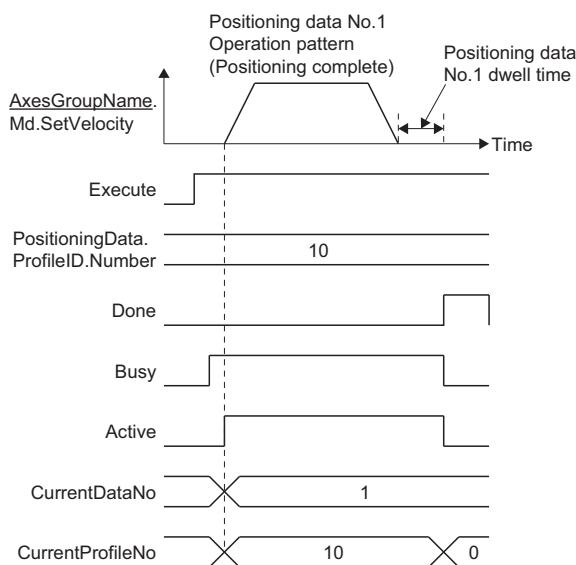 Positioning data No.1
Operation pattern
(Positioning complete)
Positioning data
No.1 dwell time
AxesGroupName.
Md.SetVelocity
Time
Execute
PositioningData.
ProfileID.Number
10
Done
Busy
Active
CurrentDataNo
1
CurrentProfileNo
10
0